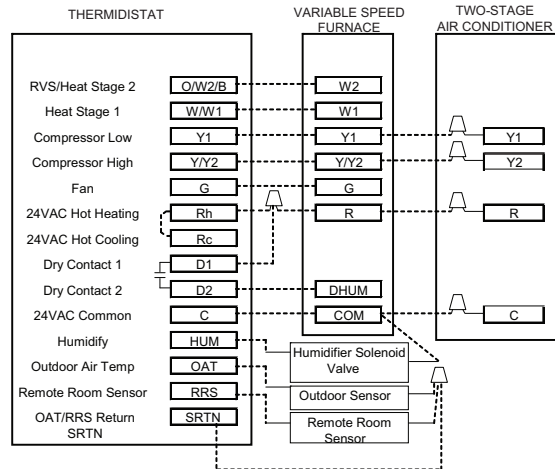 THERMIDISTAT
VARIABLE SPEED
FURNACE
TWO-STAGE
AIR CONDITIONER
RVS/Heat Stage 2 O/W2/B W2
Heat Stage 1 W/W1 W1
Compressor Low Y1 Y1 Y1
Compressor High Y/Y2 Y/Y2 Y2
Fan G G
24VAC Hot Heating Rh R R
24VAC Hot Cooling Rc
Dry Contact 1 D1
Dry Contact 2 D2 DHUM
24VAC Common C COM C
Humidify HUM
Humidifier Solenoid
Valve
Outdoor Air Temp OAT
Outdoor Sensor
Remote Room Sensor RRS
Remote Room
Sensor
OAT/RRS Return
SRTN
SRTN